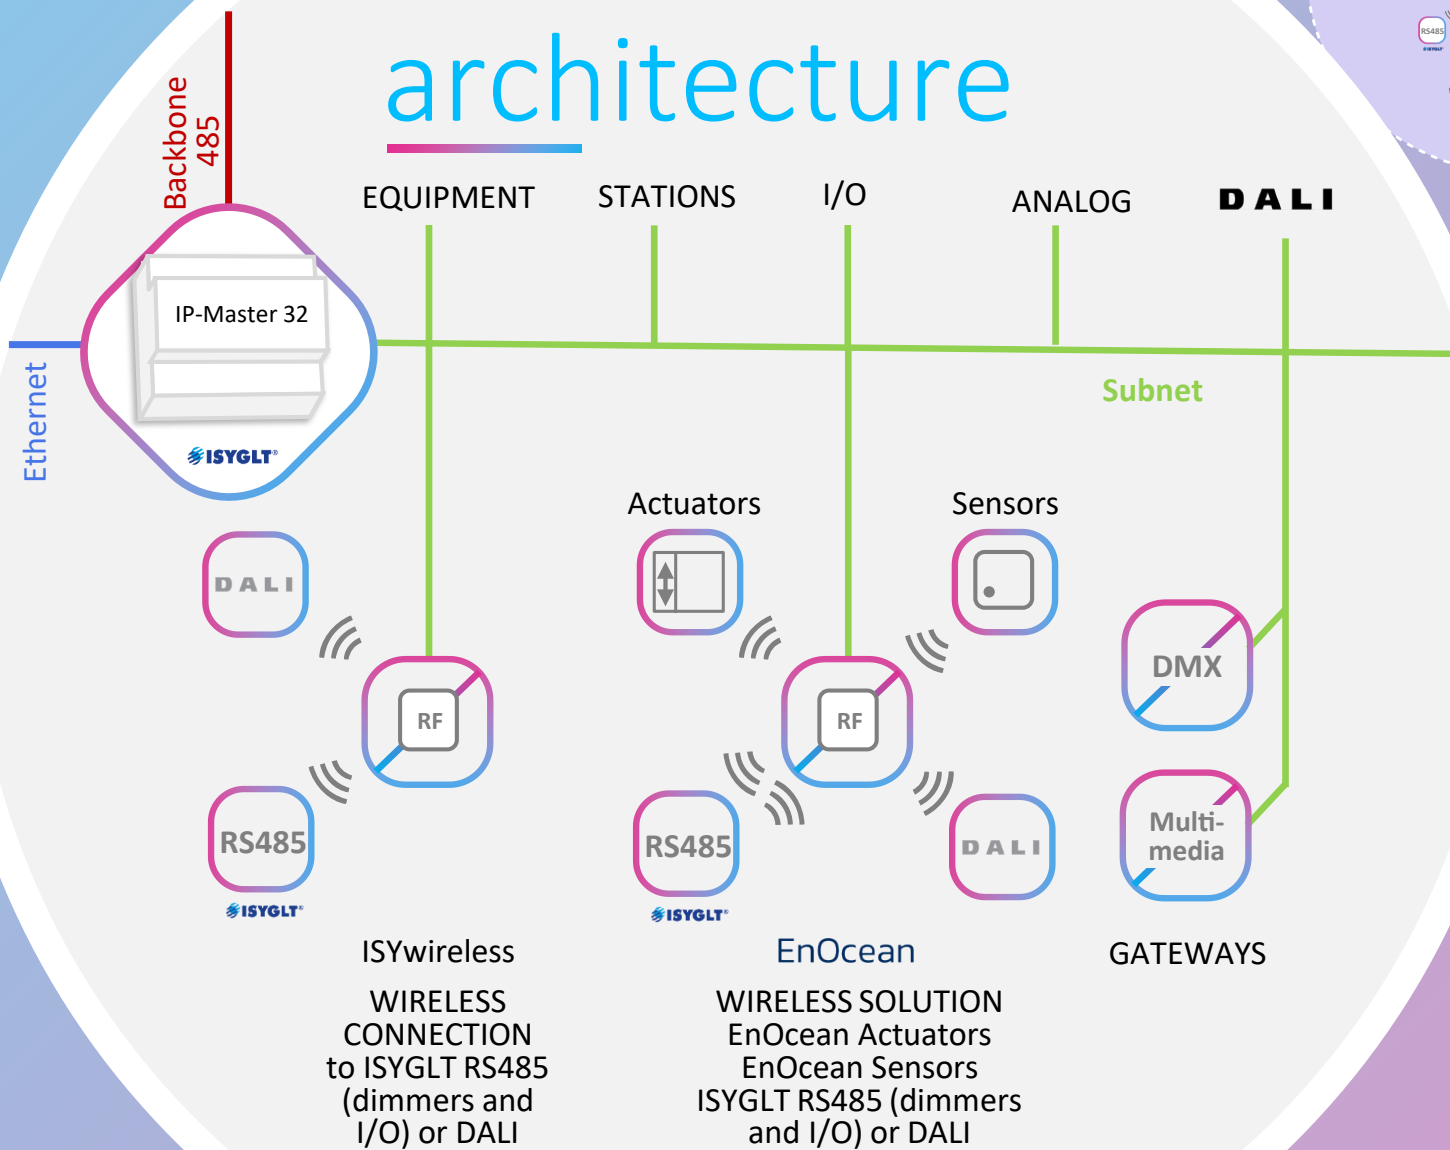 architecture
RS485
ISYGLT
Backbone
485
EQUIPMENT
STATIONS
I/O
ANALOG
DALI
IP-Master 32
ISYGLT®
Ethernet
Subnet
Actuators
Sensors
DALI
RF
RF
DMX
RS485
ISYGLT®
RS485
ISYGLT®
DALI
Multi-
media
ISYwireless
WIRELESS
CONNECTION
to ISYGLT RS485
(dimmers and
I/O) or DALI
EnOcean
WIRELESS SOLUTION
EnOcean Actuators
EnOcean Sensors
ISYGLT RS485 (dimmers
and I/O) or DALI
GATEWAYS